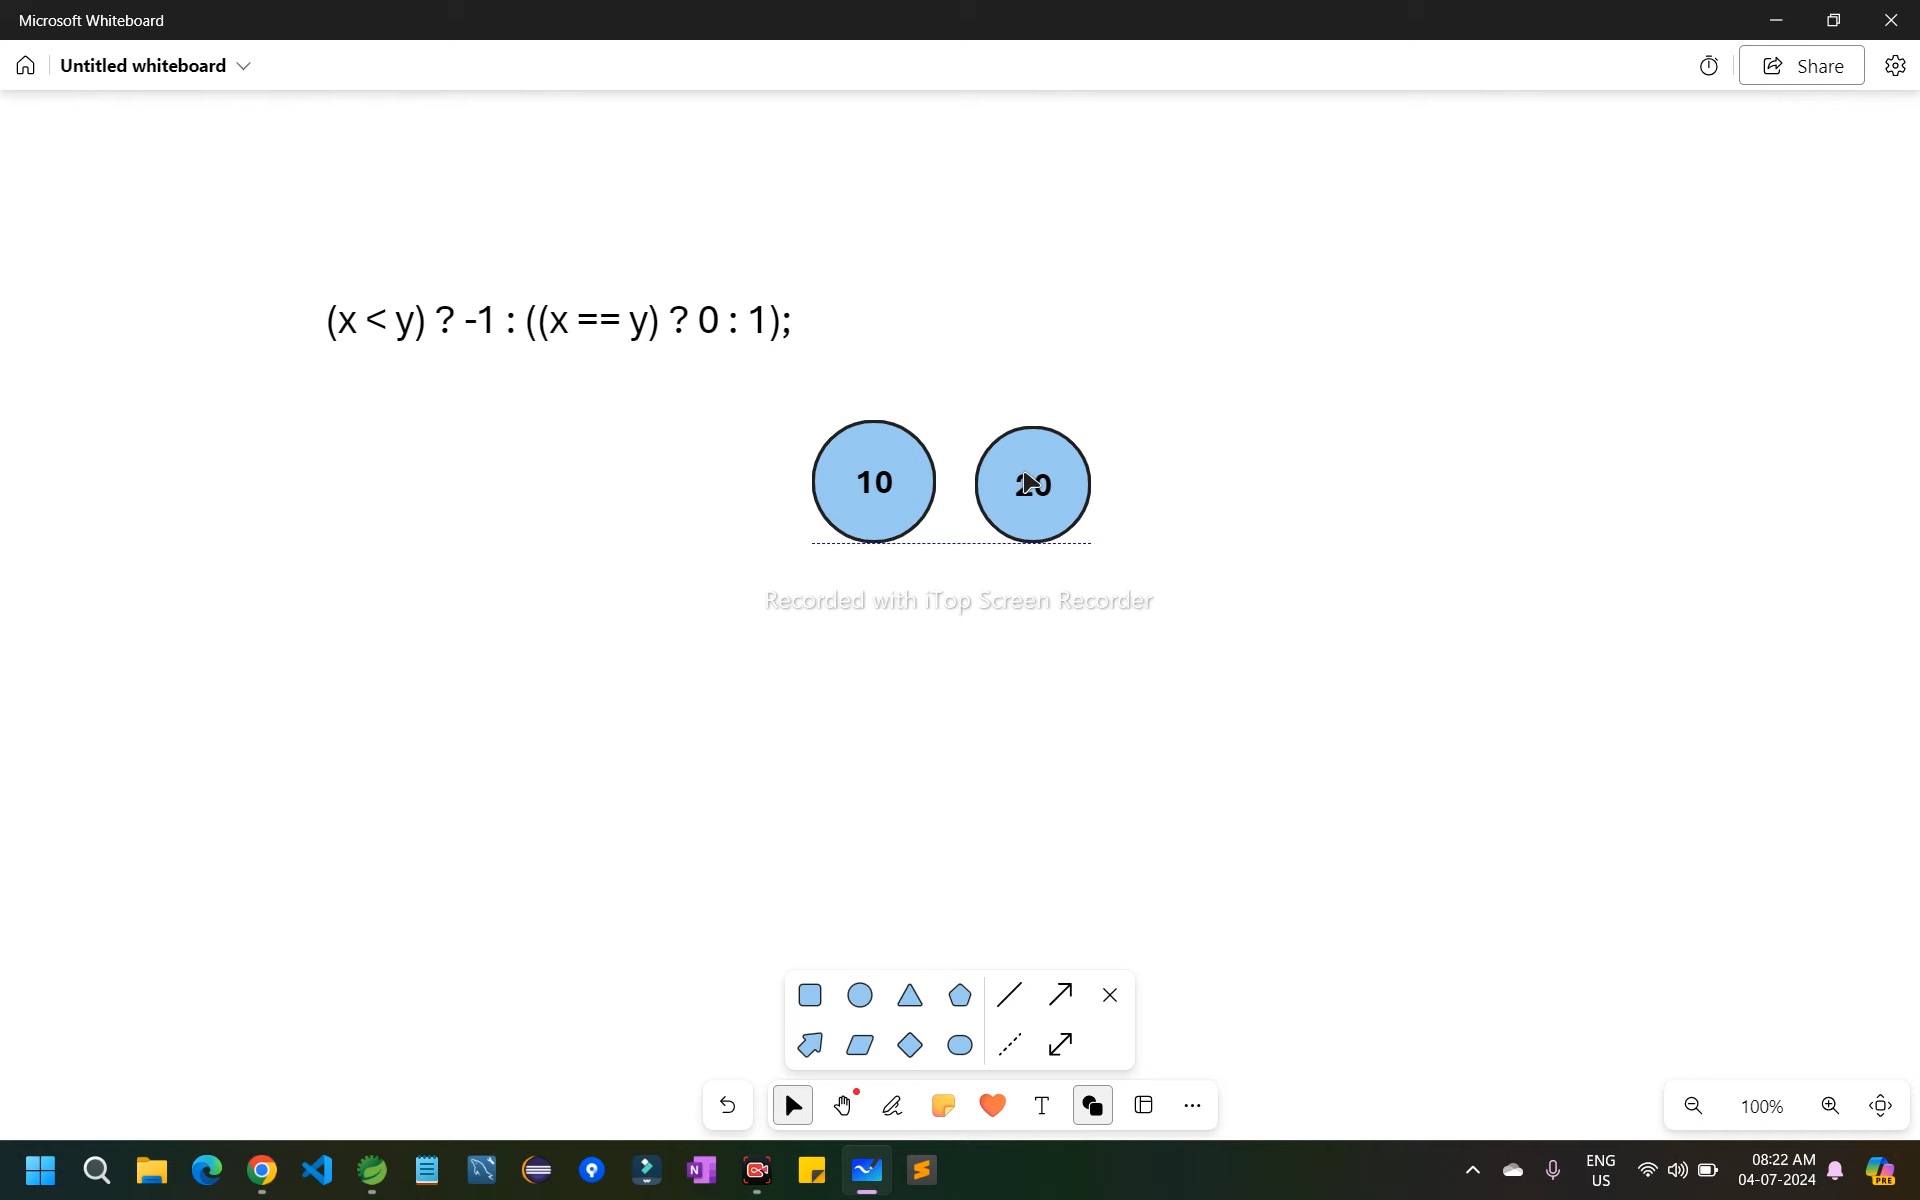 Microsoft Whiteboard
Untitled whiteboard
Share
(x < y) ? -1 : ((x == y) ? 0 : 1);
10
20
Recorded with iTop Screen Recorder
T
100%
N
ENG
US
08:22 AM
04-07-2024
PRE